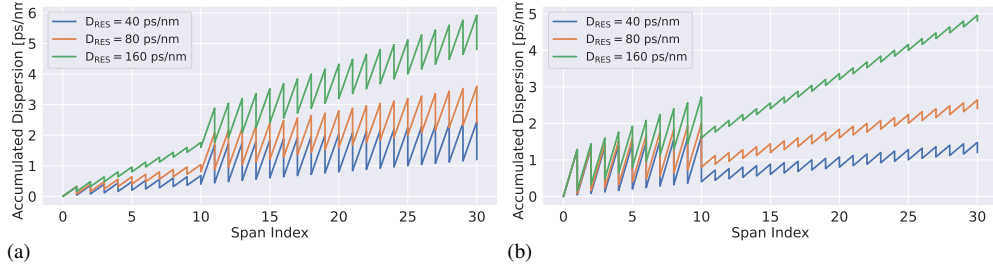 Accumulated Dispersion [ps/nm
6
5
4
3
2
1
0
D_RES = 40 ps/nm
D_RES = 80 ps/nm
D_RES = 160 ps/nm
0 5 10 15 20 25 30
Span Index
(a)
Accumulated Dispersion [ps/nm
5
4
3
2
1
0
D_RES = 40 ps/nm
D_RES = 80 ps/nm
D_RES = 160 ps/nm
0 5 10 15 20 25 30
Span Index
(b)